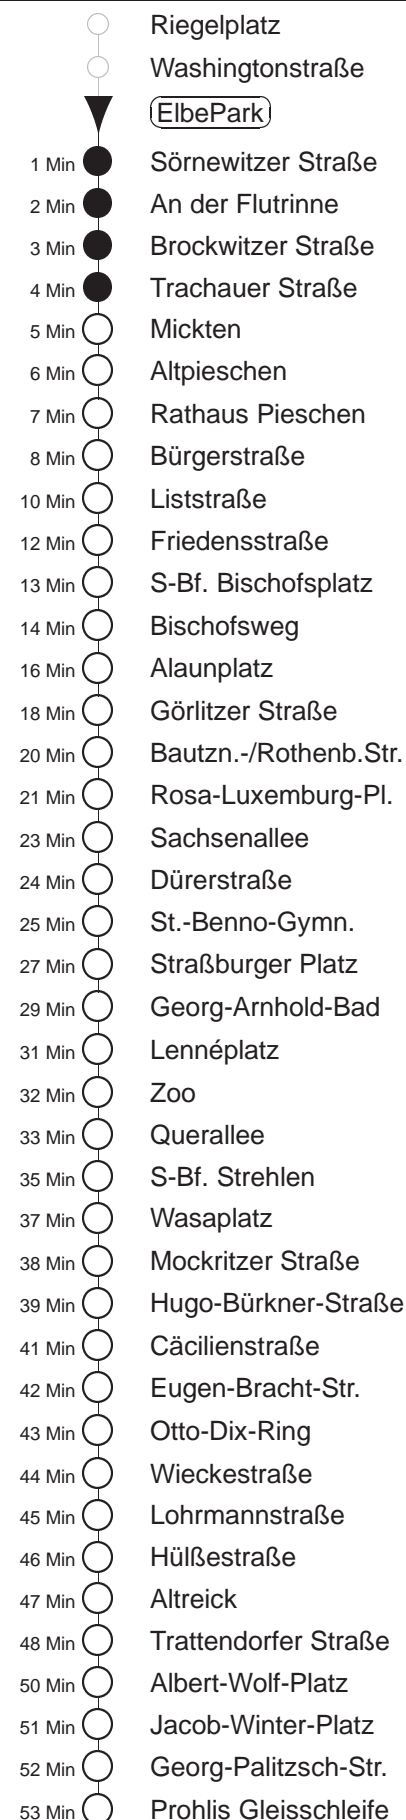 Riegelplatz
Washingtonstraße
ElbePark
1 Min Sörnewitzer Straße
2 Min An der Flutrinne
3 Min Brockwitzer Straße
4 Min Trachauer Straße
5 Min Mickten
6 Min Altpieschen
7 Min Rathaus Pieschen
8 Min Bürgerstraße
10 Min Liststraße
12 Min Friedensstraße
13 Min S-Bf. Bischofsplatz
14 Min Bischofsweg
16 Min Alaunplatz
18 Min Görlitzer Straße
20 Min Bautzn.-/Rothenb.Str.
21 Min Rosa-Luxemburg-Pl.
23 Min Sachsenallee
24 Min Dürerstraße
25 Min St.-Benno-Gymn.
27 Min Straßburger Platz
29 Min Georg-Arnhold-Bad
31 Min Lennéplatz
32 Min Zoo
33 Min Querallee
35 Min S-Bf. Strehlen
37 Min Wasaplatz
38 Min Mockritzer Straße
39 Min Hugo-Bürkner-Straße
41 Min Cäcilienstraße
42 Min Eugen-Bracht-Str.
43 Min Otto-Dix-Ring
44 Min Wieckestraße
45 Min Lohrmannstraße
46 Min Hülßestraße
47 Min Altreick
48 Min Trattendorfer Straße
50 Min Albert-Wolf-Platz
51 Min Jacob-Winter-Platz
52 Min Georg-Palitzsch-Str.
53 Min Prohlis Gleisschleife